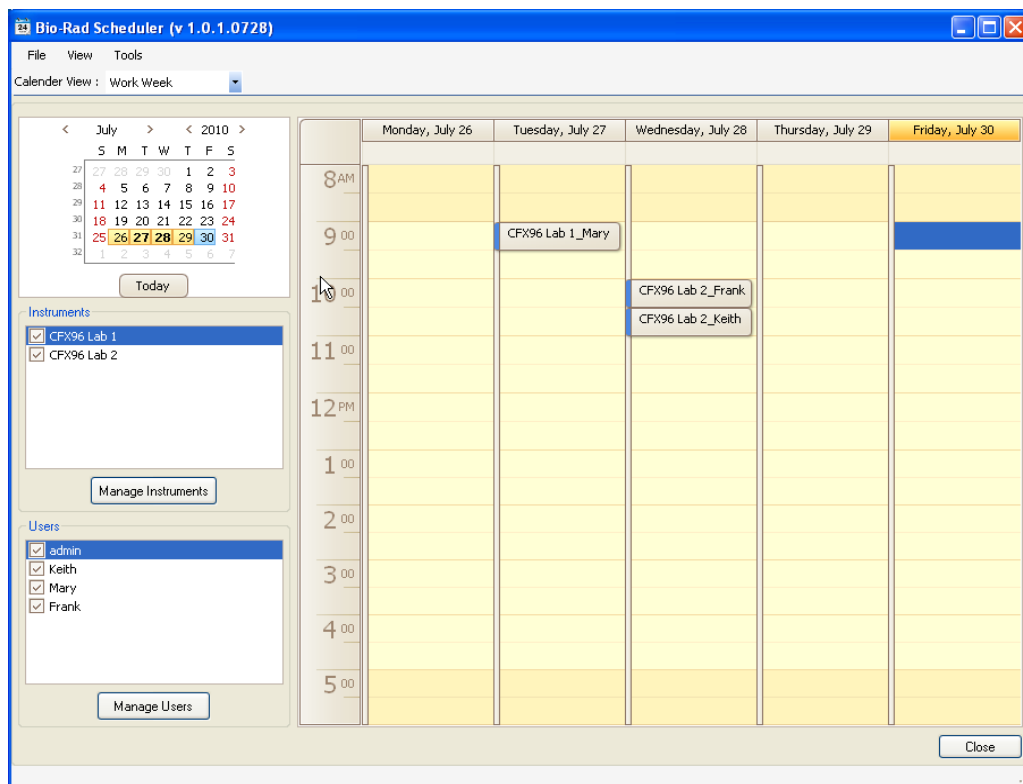 Bio-Rad Scheduler (v 1.0.1.0728)
File View Tools
Calender View : Work Week
< July > < 2010 >
S M T W T F S
27 27 28 29 30 1 2 3
28 4 5 6 7 8 9 10
29 11 12 13 14 15 16 17
30 18 19 20 21 22 23 24
31 25 26 27 28 29 30 31
32 1 2 3 4 5 6 7
Today
Instruments
CFX96 Lab 1
CFX96 Lab 2
Manage Instruments
Users
admin
Keith
Mary
Frank
Manage Users
Monday, July 26 Tuesday, July 27 Wednesday, July 28 Thursday, July 29 Friday, July 30
8 AM
9 00
CFX96 Lab 1_Mary
10 00
CFX96 Lab 2_Frank
CFX96 Lab 2_Keith
11 00
12 PM
1 00
2 00
3 00
4 00
5 00
Close